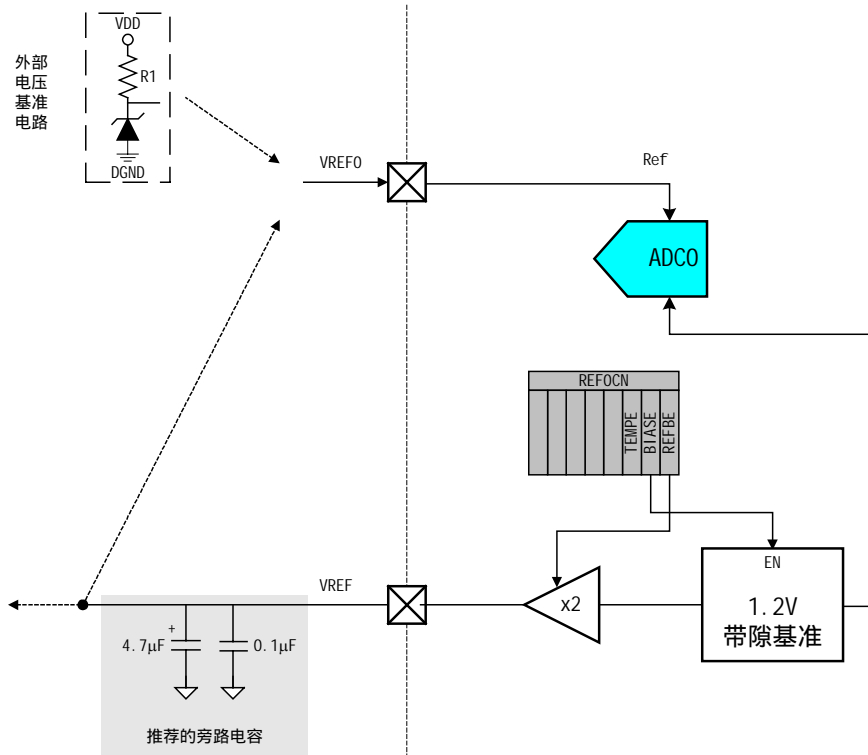 VDD
外部
电压
基准
电路
R1
DGND
VREF0
Ref
ADC0
REF0CN
TEMPE
BIASE
REFBE
EN
VREF
x2
1.2V
带隙基准
+
4.7μF
0.1μF
推荐的旁路电容